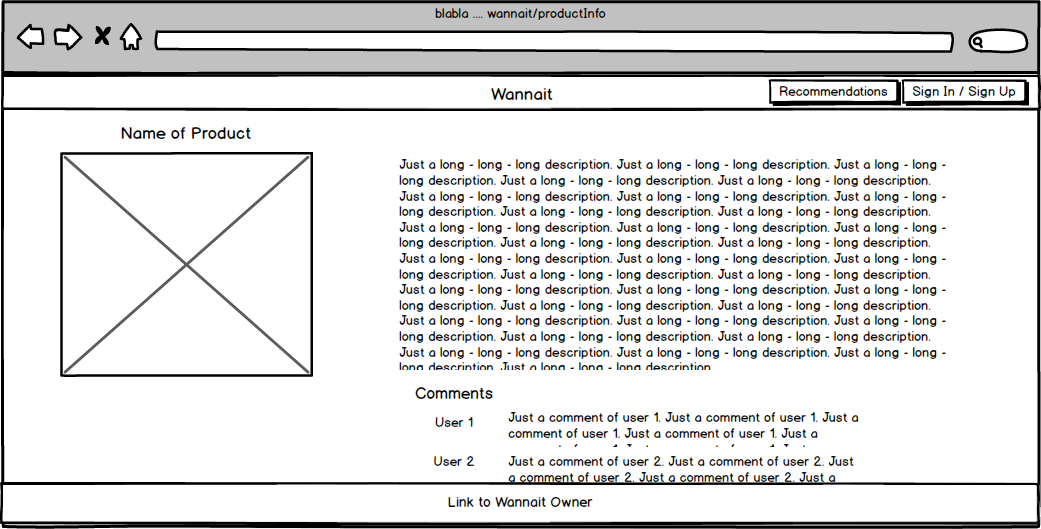 blabla .... wannait/productInfo
Wannait
Recommendations
Sign In / Sign Up
Name of Product
Just a long - long - long description. Just a long - long - long description. Just a long - long -
long description. Just a long - long - long description. Just a long - long - long description.
Just a long - long - long description. Just a long - long - long description. Just a long - long -
long description. Just a long - long - long description. Just a long - long - long description.
Just a long - long - long description. Just a long - long - long description. Just a long - long -
long description. Just a long - long - long description. Just a long - long - long description.
Just a long - long - long description. Just a long - long - long description. Just a long - long -
long description. Just a long - long - long description. Just a long - long - long description.
Just a long - long - long description. Just a long - long - long description. Just a long - long -
long description. Just a long - long - long description. Just a long - long - long description.
Just a long - long - long description. Just a long - long - long description. Just a long - long -
long description. Just a long - long - long description. Just a long - long - long description.
Just a long - long - long description. Just a long - long - long description. Just a long - long -
long description. Just a long - long - long description
Comments
User 1
Just a comment of user 1. Just a comment of user 1. Just a
comment of user 1. Just a comment of user 1. Just a
User 2
Just a comment of user 2. Just a comment of user 2. Just
a comment of user 2. Just a comment of user 2. Just a
Link to Wannait Owner